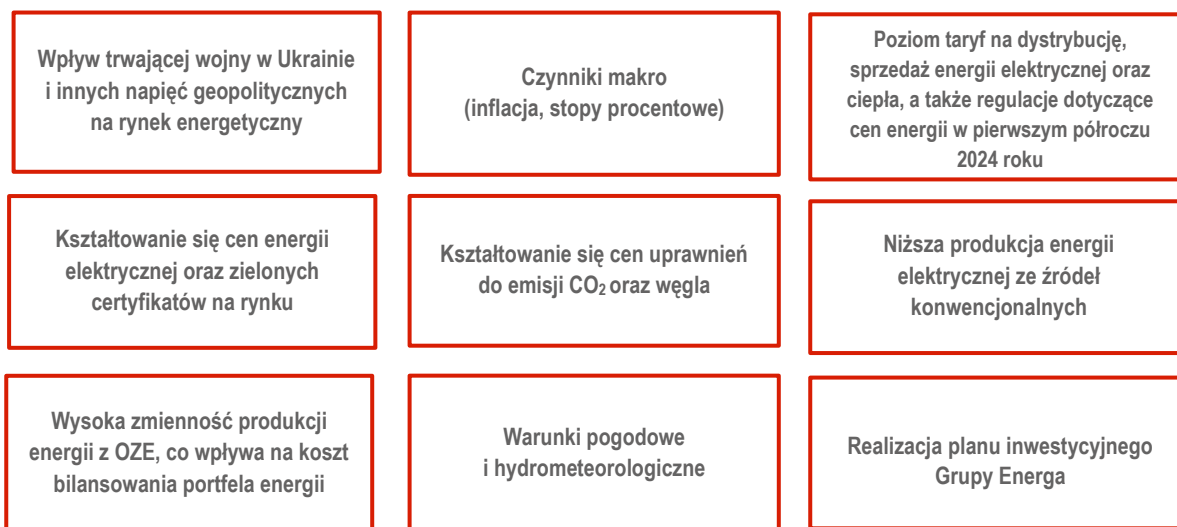 Wpływ trwającej wojny w Ukrainie
i innych napięć geopolitycznych
na rynek energetyczny
Czynniki makro
(inflacja, stopy procentowe)
Poziom taryf na dystrybucję,
sprzedaż energii elektrycznej oraz
ciepła, a także regulacje dotyczące
cen energii w pierwszym półroczu
2024 roku
Kształtowanie się cen energii
elektrycznej oraz zielonych
certyfikatów na rynku
Kształtowanie się cen uprawnień
do emisji CO₂ oraz węgla
Niższa produkcja energii
elektrycznej ze źródeł
konwencjonalnych
Wysoka zmienność produkcji
energii z OZE, co wpływa na koszt
bilansowania portfela energii
Warunki pogodowe
i hydrometeorologiczne
Realizacja planu inwestycyjnego
Grupy Energa